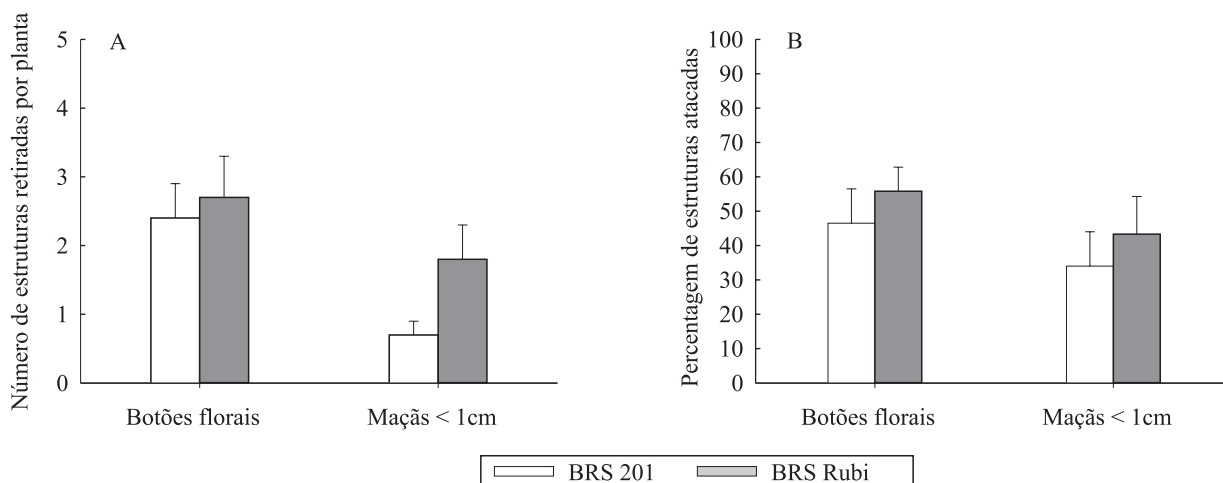 A
Número de estruturas retiradas por planta
5
4
3
2
1
0
Botões florais
Maçãs < 1cm
B
Percentagem de estruturas atacadas
100
90
80
70
60
50
40
30
20
10
0
Botões florais
Maçãs < 1cm
BRS 201
BRS Rubi